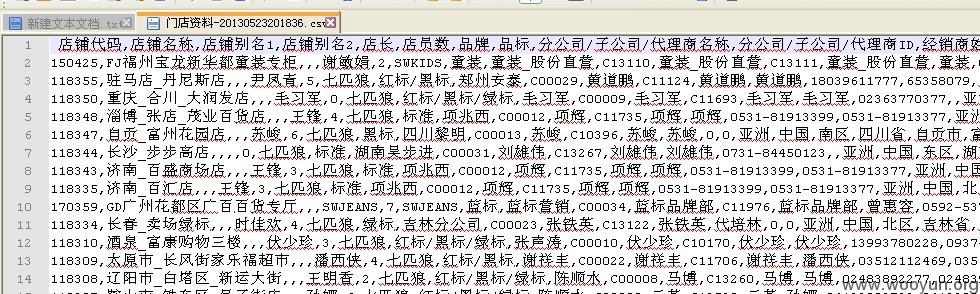 新建文本文档.txt 门店资料-20130523201836.csv
1 店铺代码,店铺名称,店铺别名1,店铺别名2,店长,店员数,品牌,品标,分公司/子公司/代理商名称,分公司/子公司/代理商ID,经销商姓
2 150425,FJ福州宝龙新华都童装专柜,,,谢敏娟,2,SWKIDS,童装,童装_股份直营,C13110,童装_股份直营,C13111,童装_股份直营,童装,
3 118355,驻马店_丹尼斯店,,,尹凤青,5,七匹狼,红标/黑标,郑州安泰,C00029,黄道鹏,C11124,黄道鹏,黄道鹏,18039611777,65358079,
4 118350,重庆_合川_大润发店,,,毛习军,0,七匹狼,红标/黑标/绿标,毛习军,C00009,毛习军,C11693,毛习军,毛习军,02363770377,,亚
5 118348,淄博_张店_茂业百货店,,,王锋,4,七匹狼,标准,项兆西,C00012,项辉,C11735,项辉,项辉,0531-81913399,0531-81913377,亚洲
6 118347,自贡_富州花园店,,,苏峻,6,七匹狼,黑标,四川黎明,C00013,苏峻,C10396,苏峻,苏峻,0,0,亚洲,中国,南区,四川省,自贡市,富
7 118344,长沙_步步高店,,,,0,七匹狼,标准,湖南吴步进,C00031,刘雄伟,C13267,刘雄伟,刘雄伟,0731-84450123,,亚洲,中国,东区,湖
8 118343,济南_百盛商场店,,,王锋,3,七匹狼,标准,项兆西,C00012,项辉,C11735,项辉,项辉,0531-81913399,0531-81913377,亚洲,
9 118335,济南_百汇店,,,王锋,3,七匹狼,标准,项兆西,C00012,项辉,C11735,项辉,项辉,0531-81913399,0531-81913377,亚洲,中国,北
10 170359,GD广州花都区广百百货专厅,,,SWJEANS,7,SWJEANS,蓝标,蓝标营销,C00034,蓝标品牌部,C11976,蓝标品牌部,曾惠容,0592-53
11 118334,长春_卖场绿标,,,时佳欢,4,七匹狼,绿标,吉林分公司,C00023,张铁英,C13122,张铁英,代培林,0,0,亚洲,中国,北区,吉林省,
12 118310,酒泉_富康购物三楼,,,伏少珍,3,七匹狼,红标/黑标/绿标,张声涛,C00010,伏少珍,C10170,伏少珍,伏少珍,13993780228,0937
13 118309,太原市_长风街家乐福超市,,,潘西侠,4,七匹狼,红标/黑标,谢祥丰,C00022,谢祥丰,C11706,谢祥丰,潘西侠,03512112469,035
14 118308,辽阳市_白塔区_新运大街,,,王明香,2,七匹狼,红标/黑标/绿标,陈顺水,C00008,马博,C13260,马博,马博,02483892277,0248
www.wooyun.org